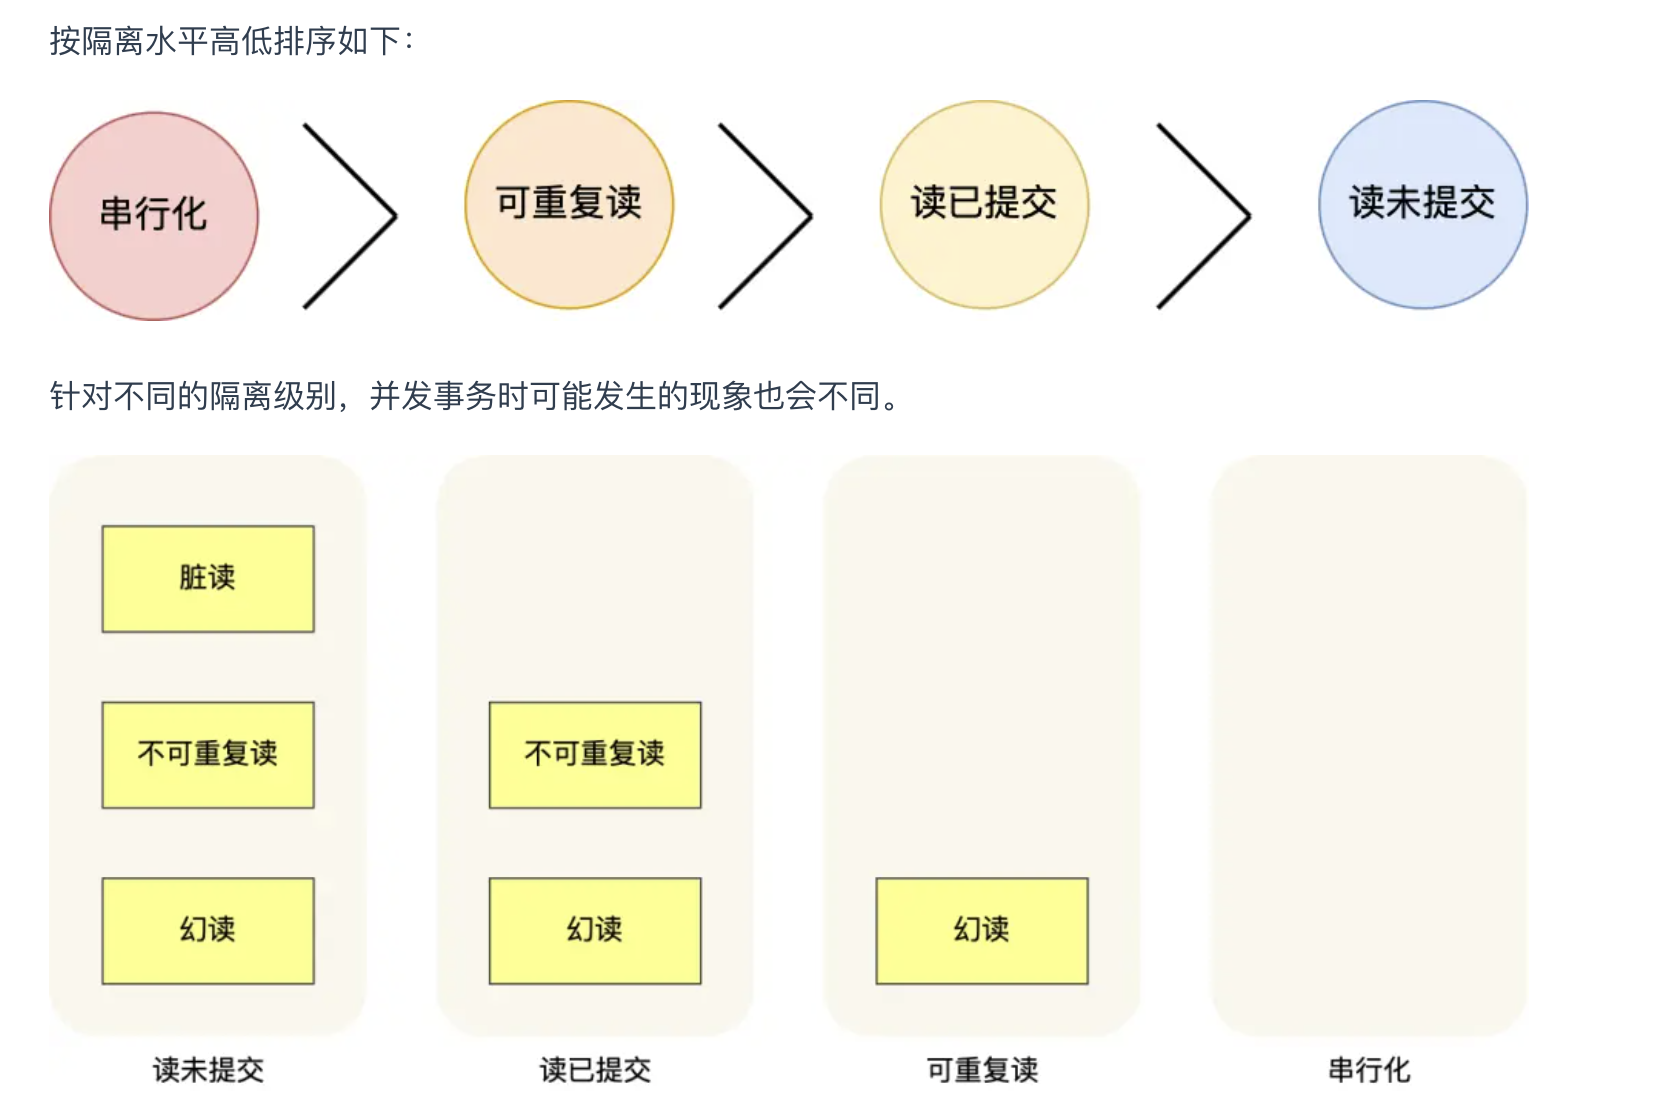 按隔离水平高低排序如下：
串行化
可重复读
读已提交
读未提交
针对不同的隔离级别，并发事务时可能发生的现象也会不同。
脏读
不可重复读
不可重复读
幻读
幻读
幻读
读未提交
读已提交
可重复读
串行化